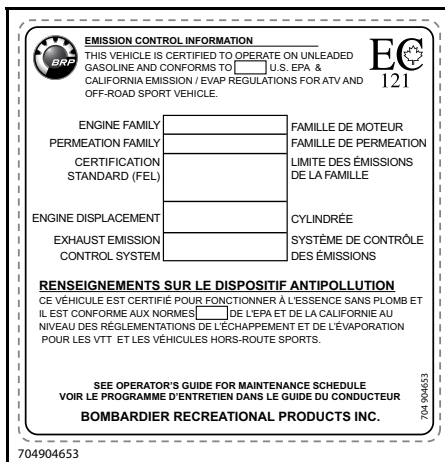 EMISSION CONTROL INFORMATION
THIS VEHICLE IS CERTIFIED TO OPERATE ON UNLEADED
GASOLINE AND CONFORMS TO U.S. EPA &
CALIFORNIA EMISSION / EVAP REGULATIONS FOR ATV AND
OFF-ROAD SPORT VEHICLE.
BRP
EC
121
ENGINE FAMILY FAMILLE DE MOTEUR
PERMEATION FAMILY FAMILLE DE PERMEATION
CERTIFICATION LIMITE DES ÉMISSIONS
STANDARD (FEL) DE LA FAMILLE
ENGINE DISPLACEMENT CYLINDRÉE
EXHAUST EMISSION SYSTÈME DE CONTRÔLE
CONTROL SYSTEM DES ÉMISSIONS
RENSEIGNEMENTS SUR LE DISPOSITIF ANTIPOLLUTION
CE VÉHICULE EST CERTIFIÉ POUR FONCTIONNER À L'ESSENCE SANS PLOMB ET
IL EST CONFORME AUX NORMES DE L'EPA ET DE LA CALIFORNIE AU
NIVEAU DES RÉGLEMENTATIONS DE L'ÉCHAPPEMENT ET DE L'ÉVAPORATION
POUR LES VTT ET LES VÉHICULES HORS-ROUTE SPORTS.
SEE OPERATOR'S GUIDE FOR MAINTENANCE SCHEDULE
VOIR LE PROGRAMME D'ENTRETIEN DANS LE GUIDE DU CONDUCTEUR
BOMBARDIER RECREATIONAL PRODUCTS INC.
704 904653
704904653